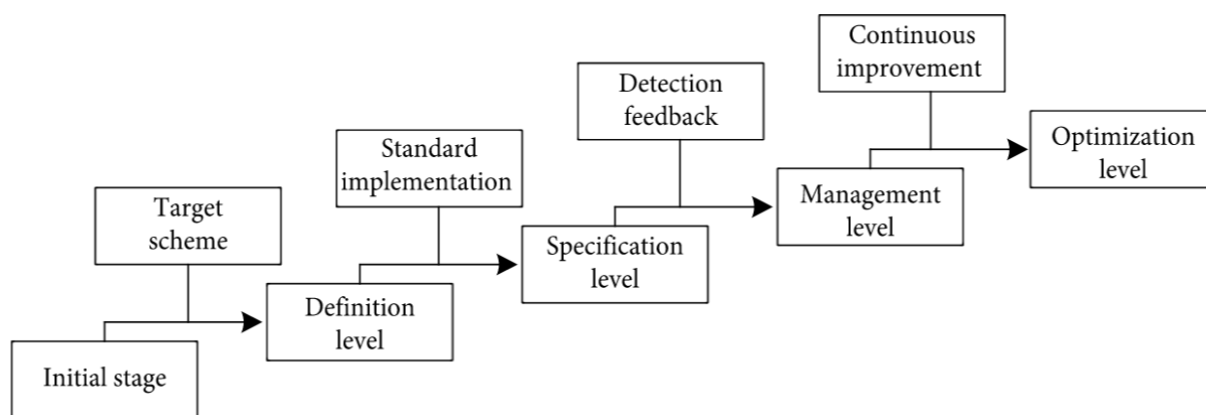 Continuous
improvement
Detection
feedback
Optimization
level
Standard
implementation
Management
level
Target
scheme
Specification
level
Definition
level
Initial stage